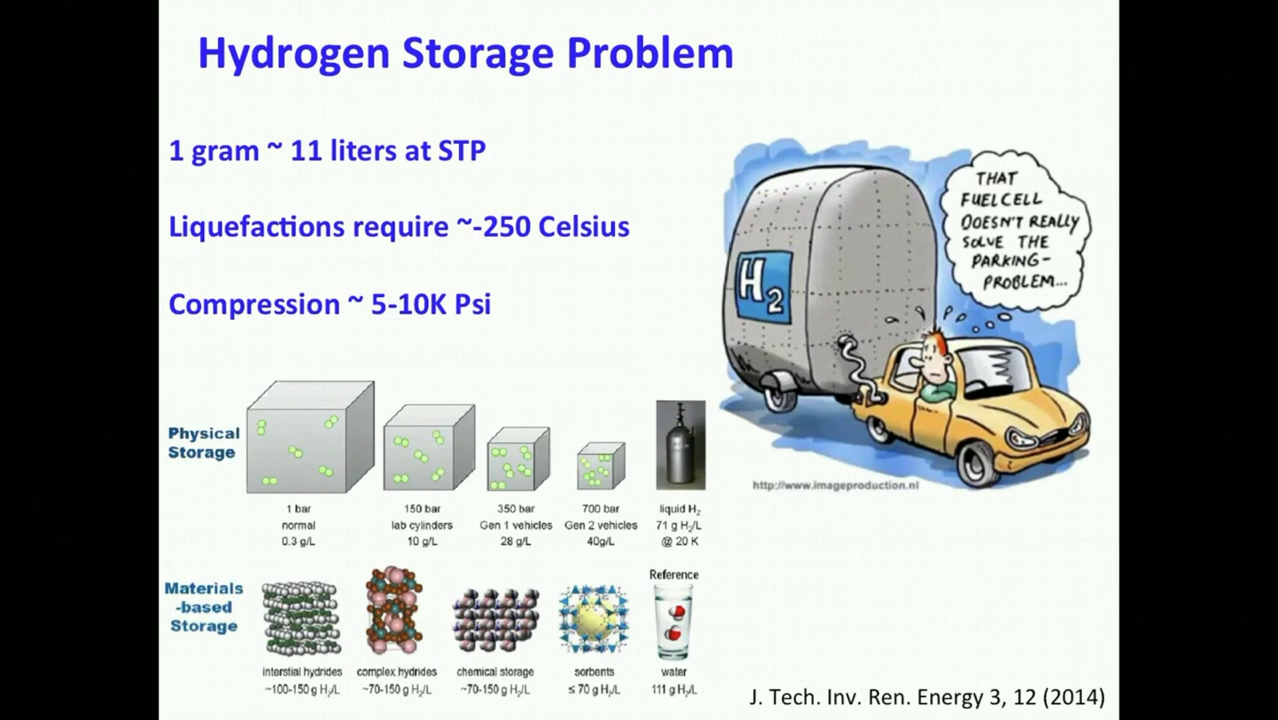 Hydrogen Storage Problem
1 gram ~ 11 liters at STP
Liquefactions require ~-250 Celsius
Compression ~ 5-10K Psi
H2
THAT
FUELCELL
DOESN'T REALLY
SOLVE THE
PARKING-
PROBLEM...
http://www.imageproduction.nl
Physical
Storage
1 bar
normal
0.3 g/L
150 bar
lab cylinders
10 g/L
350 bar
Gen 1 vehicles
28 g/L
700 bar
Gen 2 vehicles
40g/L
liquid H2
71 g H2/L
@ 20 K
Materials
-based
Storage
interstial hydrides
~100-150 g H2/L
complex hydrides
~70-150 g H2/L
chemical storage
~70-150 g H2/L
sorbents
≤ 70 g H2/L
Reference
water
111 g H2/L
J. Tech. Inv. Ren. Energy 3, 12 (2014)